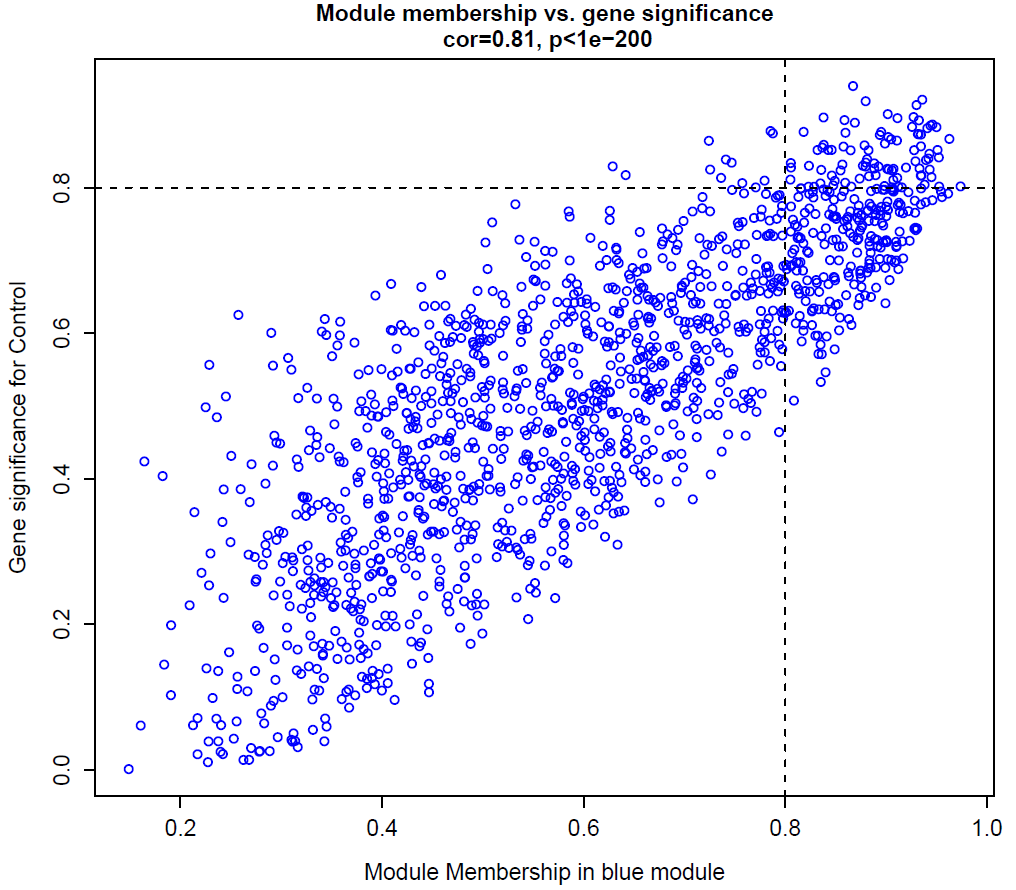 Module membership vs. gene significance
cor=0.81, p<1e−200
Gene significance for Control
0.8
0.6
0.4
0.2
0.0
0.2 0.4 0.6 0.8 1.0
Module Membership in blue module